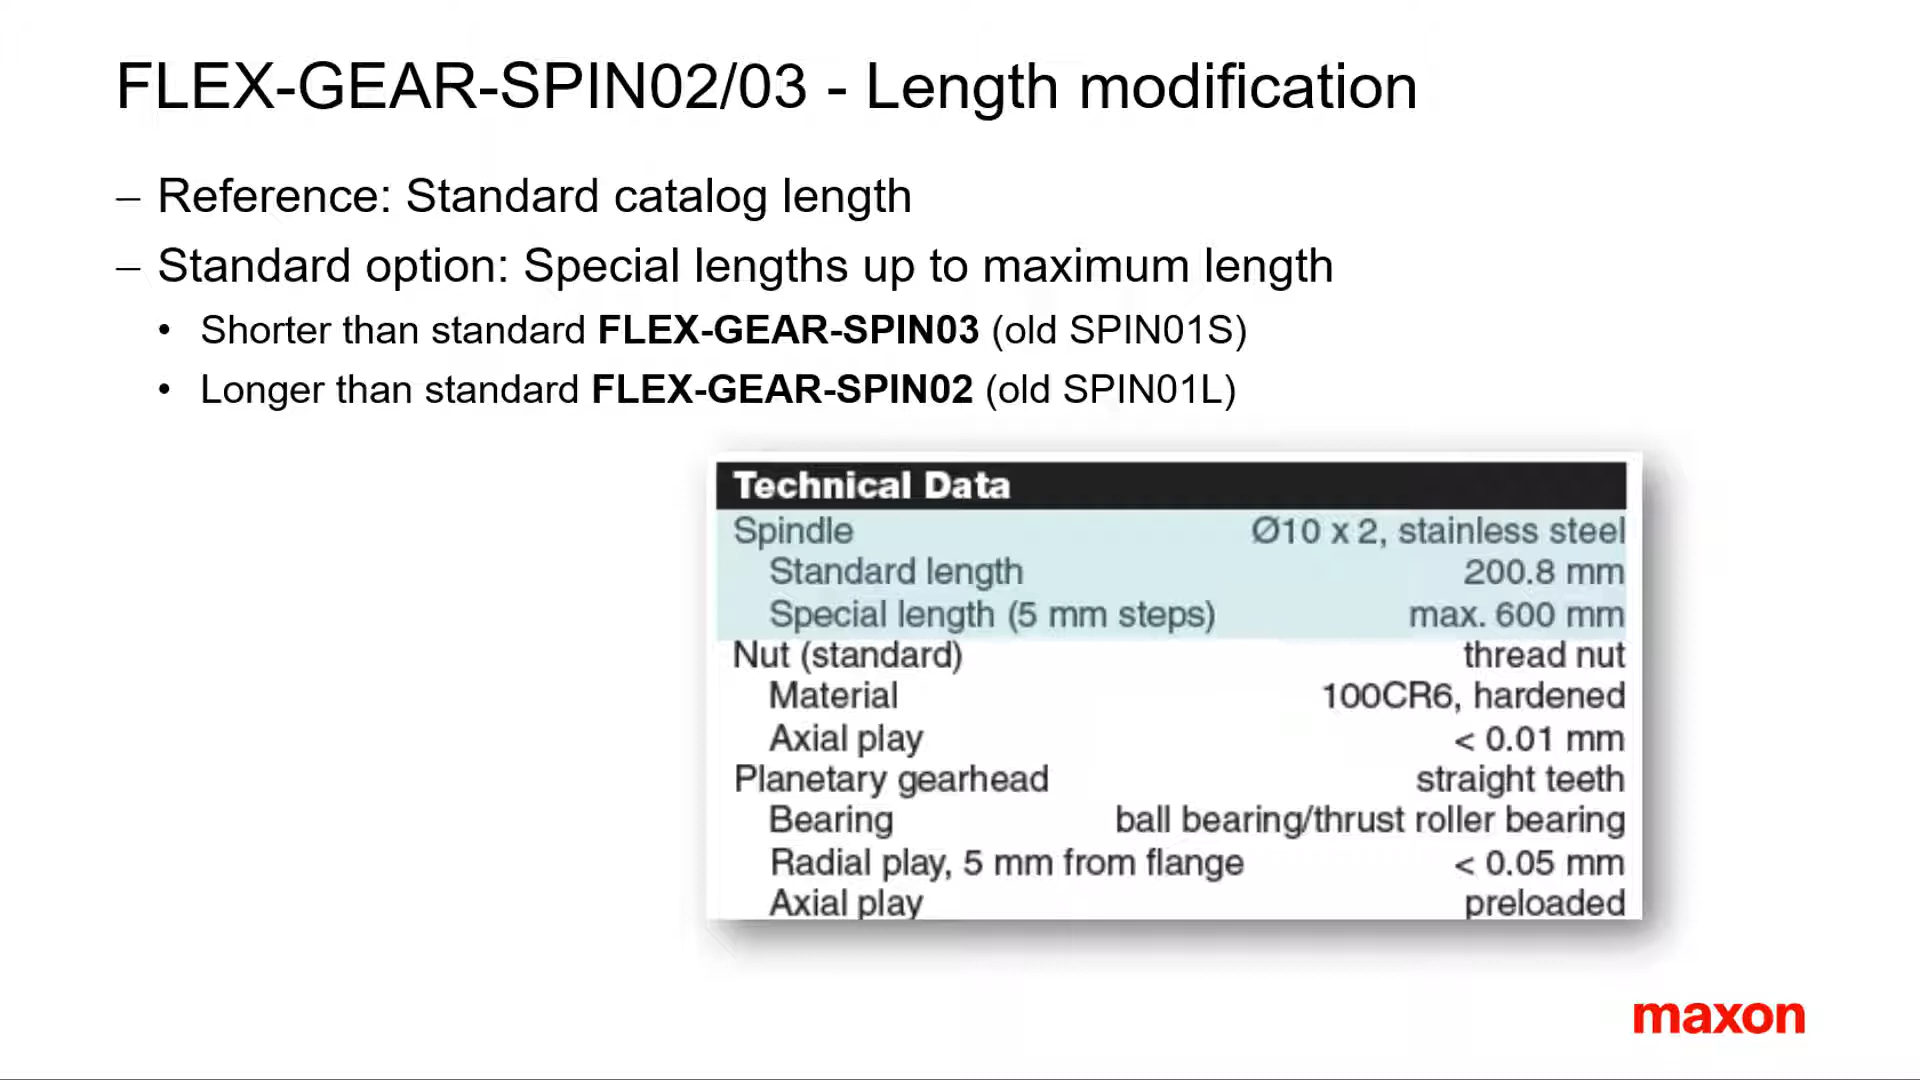 FLEX-GEAR-SPIN02/03 - Length modification
– Reference: Standard catalog length
– Standard option: Special lengths up to maximum length
• Shorter than standard FLEX-GEAR-SPIN03 (old SPIN01S)
• Longer than standard FLEX-GEAR-SPIN02 (old SPIN01L)
Technical Data
Spindle Ø10 x 2, stainless steel
Standard length 200.8 mm
Special length (5 mm steps) max. 600 mm
Nut (standard) thread nut
Material 100CR6, hardened
Axial play < 0.01 mm
Planetary gearhead straight teeth
Bearing ball bearing/thrust roller bearing
Radial play, 5 mm from flange < 0.05 mm
Axial play preloaded
maxon